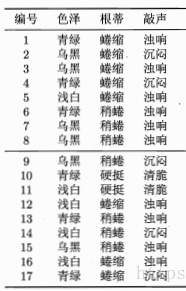 编号 色泽 根蒂 敲声
1 青绿 蜷缩 浊响
2 乌黑 蜷缩 沉闷
3 乌黑 蜷缩 浊响
4 青绿 蜷缩 沉闷
5 浅白 蜷缩 浊响
6 青绿 稍蜷 浊响
7 乌黑 稍蜷 浊响
8 乌黑 稍蜷 浊响
9 乌黑 稍蜷 沉闷
10 青绿 硬挺 清脆
11 浅白 硬挺 清脆
12 浅白 蜷缩 浊响
13 青绿 稍蜷 浊响
14 浅白 稍蜷 沉闷
15 乌黑 稍蜷 浊响
16 浅白 蜷缩 浊响
17 青绿 蜷缩 沉闷